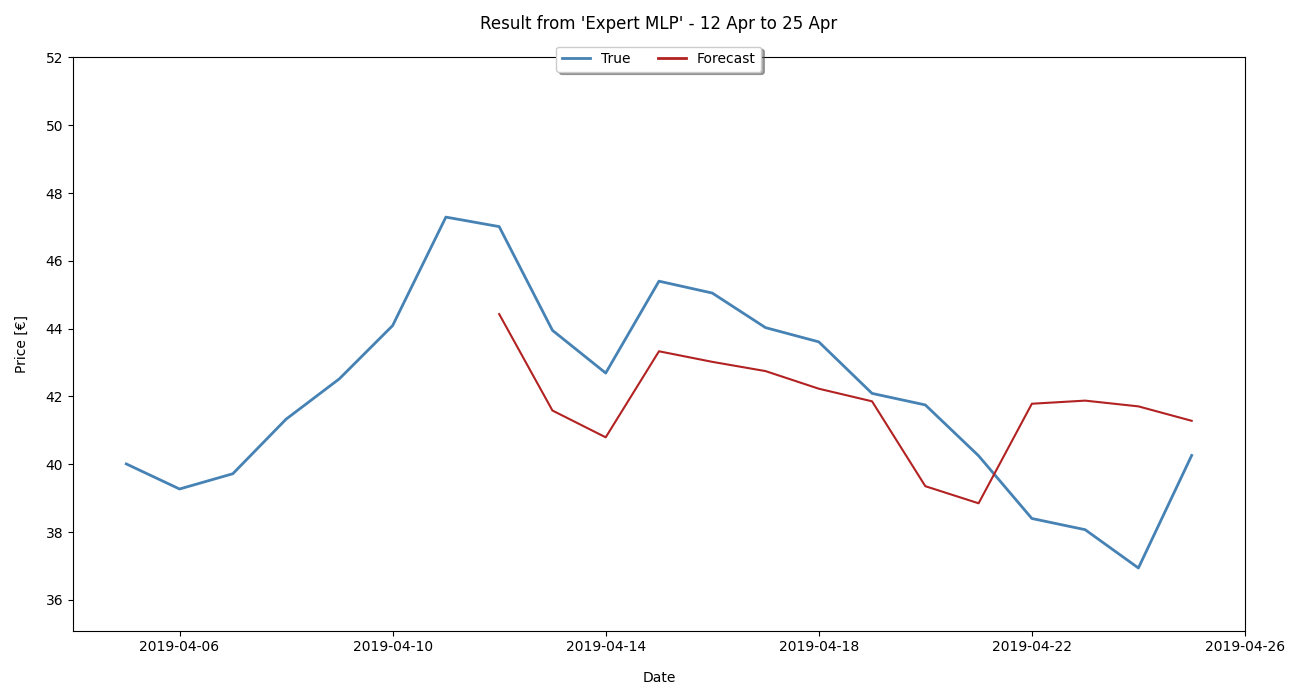 Result from 'Expert MLP' - 12 Apr to 25 Apr
True Forecast
52
50
48
46
44
42
40
38
36
Price [€]
2019-04-06 2019-04-10 2019-04-14 2019-04-18 2019-04-22 2019-04-26
Date